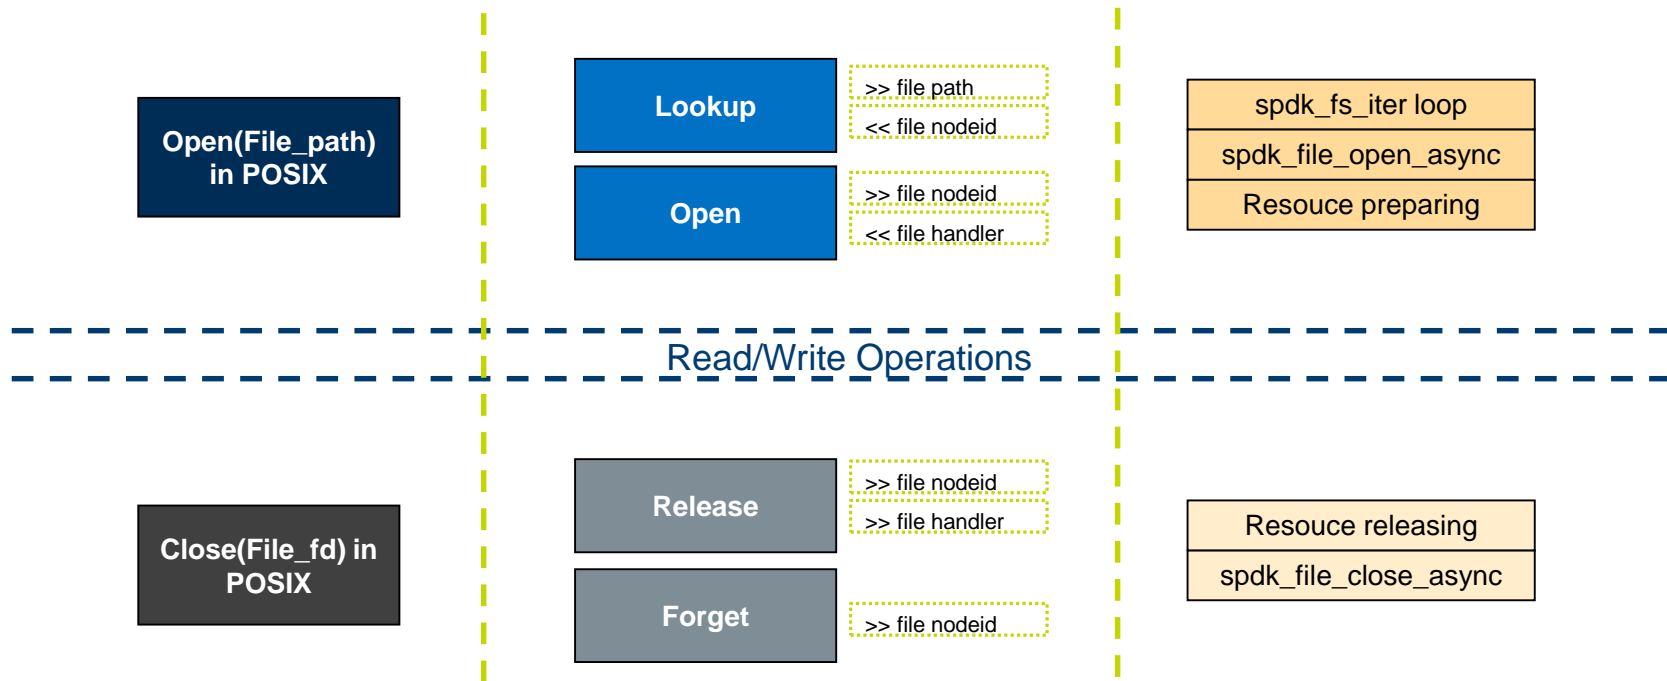 Open(File_path)
in POSIX
Lookup
>> file path
<< file nodeid
Open
>> file nodeid
<< file handler
spdk_fs_iter loop
spdk_file_open_async
Resouce preparing
Read/Write Operations
Close(File_fd) in
POSIX
Release
>> file nodeid
>> file handler
Forget
>> file nodeid
Resouce releasing
spdk_file_close_async